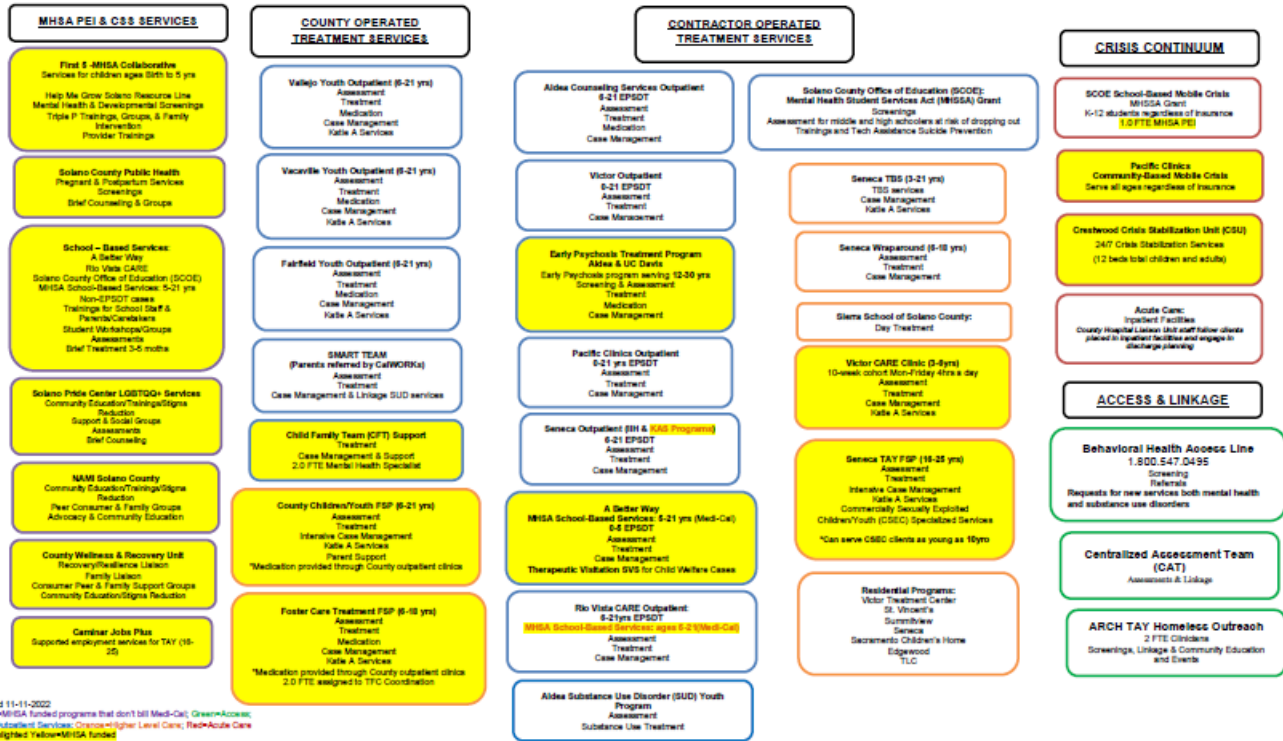 MHSA PEI & CSS SERVICES
First 5 -MHSA Collaborative
Services for children ages Birth to 5 yrs
Help Me Grow Solano Resource Line
Mental Health & Developmental Screenings
Triple P Trainings, Groups, & Family
Intervention
Provider Trainings
Solano County Public Health
Pregnant & Postpartum Services
Screenings
Brief Counseling & Groups
School – Based Services:
A Better Way
Rio Vista CARE
Solano County Office of Education (SCOE)
MHSA School-Based Services: 5-21 yrs
Non-EPSDT cases
Trainings for School Staff &
Parents/Caretakers
Student Workshops/Groups
Assessments
Brief Treatment 3-6 moths
Solano Pride Center LGBTQQ+ Services
Community Education/Trainings/Stigma
Reduction
Support & Social Groups
Assessments
Brief Counseling
NAMI Solano County
Community Education/Trainings/Stigma
Reduction
Peer Consumer & Family Groups
Advocacy & Community Education
County Wellness & Recovery Unit
Recovery/Resilience Liaison
Family Liaison
Consumer Peer & Family Support Groups
Community Education/Stigma Reduction
Caminar Jobs Plus
Supported employment services for TAY (16-
25)
COUNTY OPERATED
TREATMENT SERVICES
Vallejo Youth Outpatient (6-21 yrs)
Assessment
Treatment
Medication
Case Management
Katie A Services
Vacaville Youth Outpatient (6-21 yrs)
Assessment
Treatment
Medication
Case Management
Katie A Services
Fairfield Youth Outpatient (6-21 yrs)
Assessment
Treatment
Medication
Case Management
Katie A Services
SMART TEAM
(Parents referred by CalWORKs)
Assessment
Treatment
Case Management & Linkage SUD services
Child Family Team (CFT) Support
Treatment
Case Management & Support
2.0 FTE Mental Health Specialist
County Children/Youth FSP (6-21 yrs)
Assessment
Treatment
Intensive Case Management
Katie A Services
Parent Support
*Medication provided through County outpatient clinics
Foster Care Treatment FSP (6-18 yrs)
Assessment
Treatment
Medication
Case Management
Katie A Services
*Medication provided through County outpatient clinics
2.0 FTE assigned to TFC Coordination
CONTRACTOR OPERATED
TREATMENT SERVICES
Aldea Counseling Services Outpatient
6-21 EPSDT
Assessment
Treatment
Medication
Case Management
Victor Outpatient
0-21 EPSDT
Assessment
Treatment
Case Management
Early Psychosis Treatment Program
Aldea & UC Davis
Early Psychosis program serving 12-30 yrs
Screening & Assessment
Treatment
Medication
Case Management
Pacific Clinics Outpatient
0-21 yrs EPSDT
Assessment
Treatment
Case Management
Seneca Outpatient (IIH & KAS Programs)
6-21 EPSDT
Assessment
Treatment
Case Management
A Better Way
MHSA School-Based Services: 5-21 yrs (Medi-Cal)
0-5 EPSDT
Assessment
Treatment
Case Management
Therapeutic Visitation SVS for Child Welfare Cases
Rio Vista CARE Outpatient:
6-21yrs EPSDT
MHSA School-Based Services: ages 5-21(Medi-Cal)
Assessment
Treatment
Case Management
Aldea Substance Use Disorder (SUD) Youth
Program
Assessment
Substance Use Treatment
Solano County Office of Education (SCOE):
Mental Health Student Services Act (MHSSA) Grant
Screenings
Assessment for middle and high schoolers at risk of dropping out
Trainings and Tech Assistance Suicide Prevention
Seneca TBS (3-21 yrs)
TBS services
Case Management
Katie A Services
Seneca Wraparound (6-18 yrs)
Assessment
Treatment
Case Management
Sierra School of Solano County:
Day Treatment
Victor CARE Clinic (3-6yrs)
10-week cohort Mon-Friday 4hrs a day
Assessment
Treatment
Case Management
Katie A Services
Seneca TAY FSP (16-25 yrs)
Assessment
Treatment
Intensive Case Management
Katie A Services
Commercially Sexually Exploited
Children/Youth (CSEC) Specialized Services
*Can serve CSEC clients as young as 10yro
Residential Programs:
Victor Treatment Center
St. Vincent's
Summitview
Seneca
Sacramento Children's Home
Edgewood
TLC
CRISIS CONTINUUM
SCOE School-Based Mobile Crisis
MHSSA Grant
K-12 students regardless of insurance
1.0 FTE MHSA PEI
Pacific Clinics
Community-Based Mobile Crisis
Serve all ages regardless of insurance
Crestwood Crisis Stabilization Unit (CSU)
24/7 Crisis Stabilization Services
(12 beds total children and adults)
Acute Care:
Inpatient Facilities
County Hospital Liaison Unit staff follow clients
placed in inpatient facilities and engage in
discharge planning
ACCESS & LINKAGE
Behavioral Health Access Line
1.800.547.0495
Screening
Referrals
Requests for new services both mental health
and substance use disorders
Centralized Assessment Team
(CAT)
Assessments & Linkage
ARCH TAY Homeless Outreach
2 FTE Clinicians
Screenings, Linkage & Community Education
and Events
d 11-11-2022
=MHSA funded programs that don't bill Medi-Cal; Green=Access;
Outpatient Services; Orange=Higher Level Care; Red=Acute Care
lighted Yellow=MHSA funded